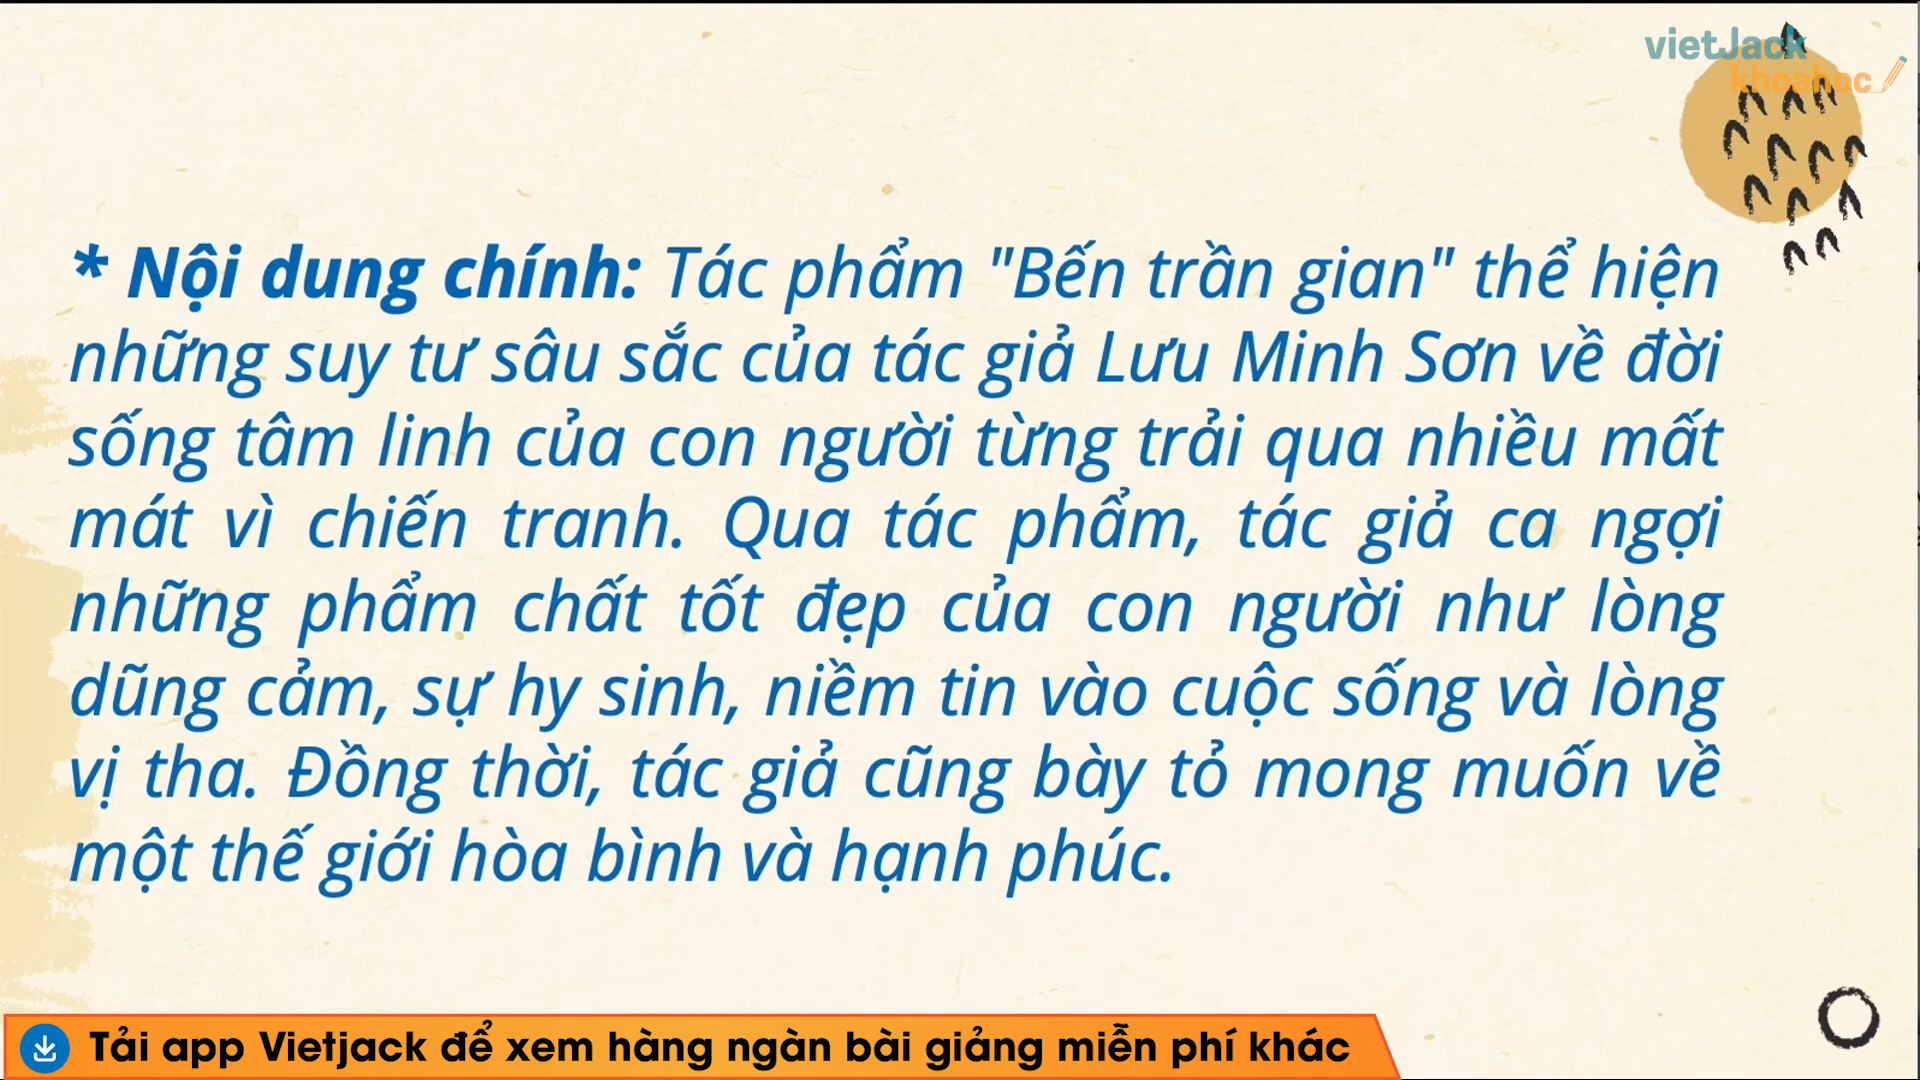 vietJack
khoahoc
* Nội dung chính: Tác phẩm "Bến trần gian" thể hiện
những suy tư sâu sắc của tác giả Lưu Minh Sơn về đời
sống tâm linh của con người từng trải qua nhiều mất
mát vì chiến tranh. Qua tác phẩm, tác giả ca ngợi
những phẩm chất tốt đẹp của con người như lòng
dũng cảm, sự hy sinh, niềm tin vào cuộc sống và lòng
vị tha. Đồng thời, tác giả cũng bày tỏ mong muốn về
một thế giới hòa bình và hạnh phúc.
Tải app Vietjack để xem hàng ngàn bài giảng miễn phí khác